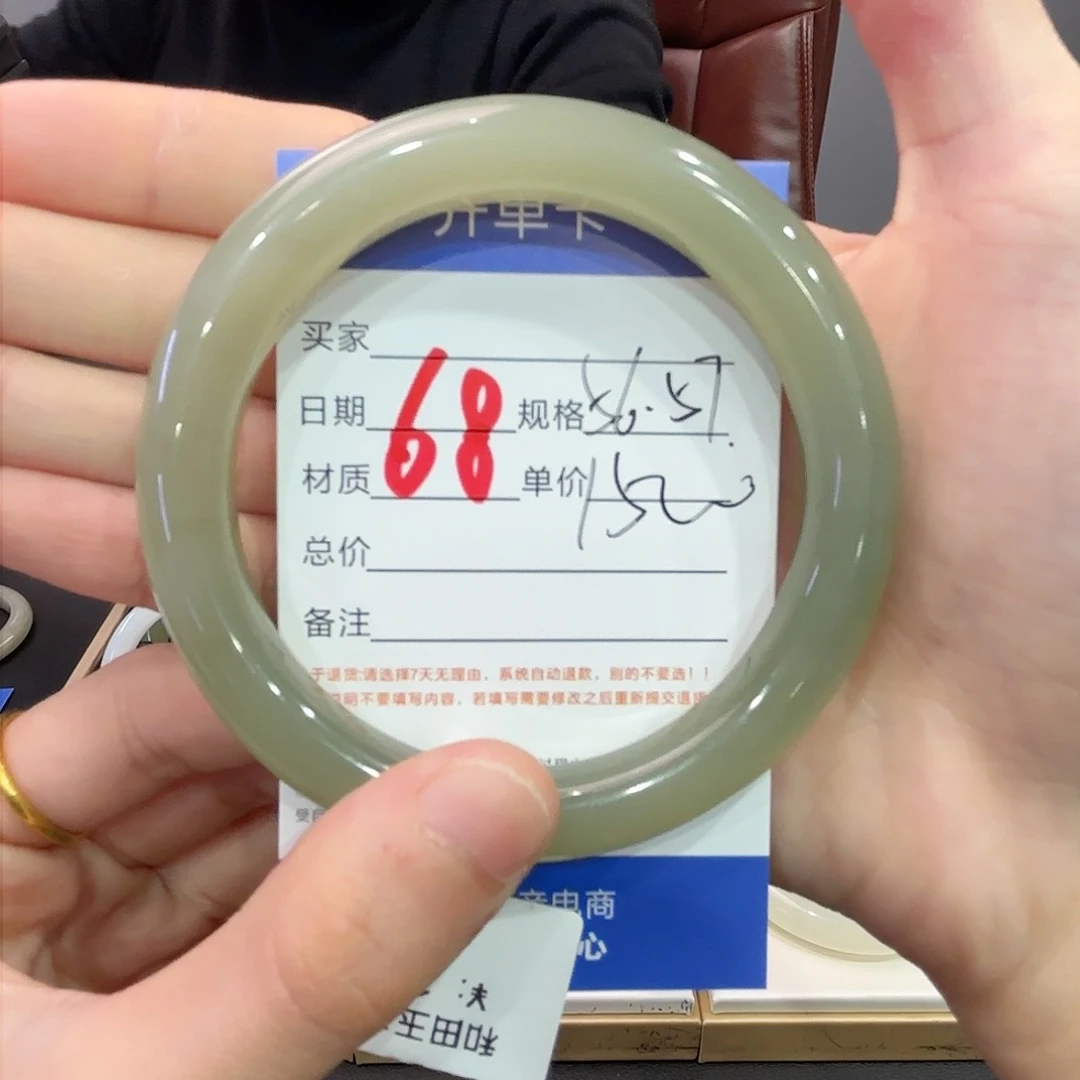 开单卡
买家
日期 68 规格 56.57.
材质 单价 1500
总价
备注
于退货:请选择7天无理由，系统自动退款，别的不要选！！
说明不要填写内容，若填写需要修改之后重新提交退货
受
电商
心
和田玉